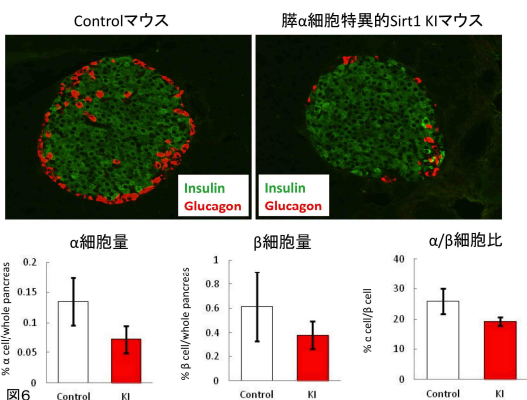 Controlマウス
膵α細胞特異的Sirt1 KIマウス
Insulin
Glucagon
Insulin
Glucagon
α細胞量
% α cell/whole pancreas
0.2
0.15
0.1
0.05
0
Control
KI
β細胞量
% β cell/whole pancreas
1
0.8
0.6
0.4
0.2
0
Control
KI
α/β細胞比
% α cell/β cell
40
30
20
10
0
Control
KI
図6